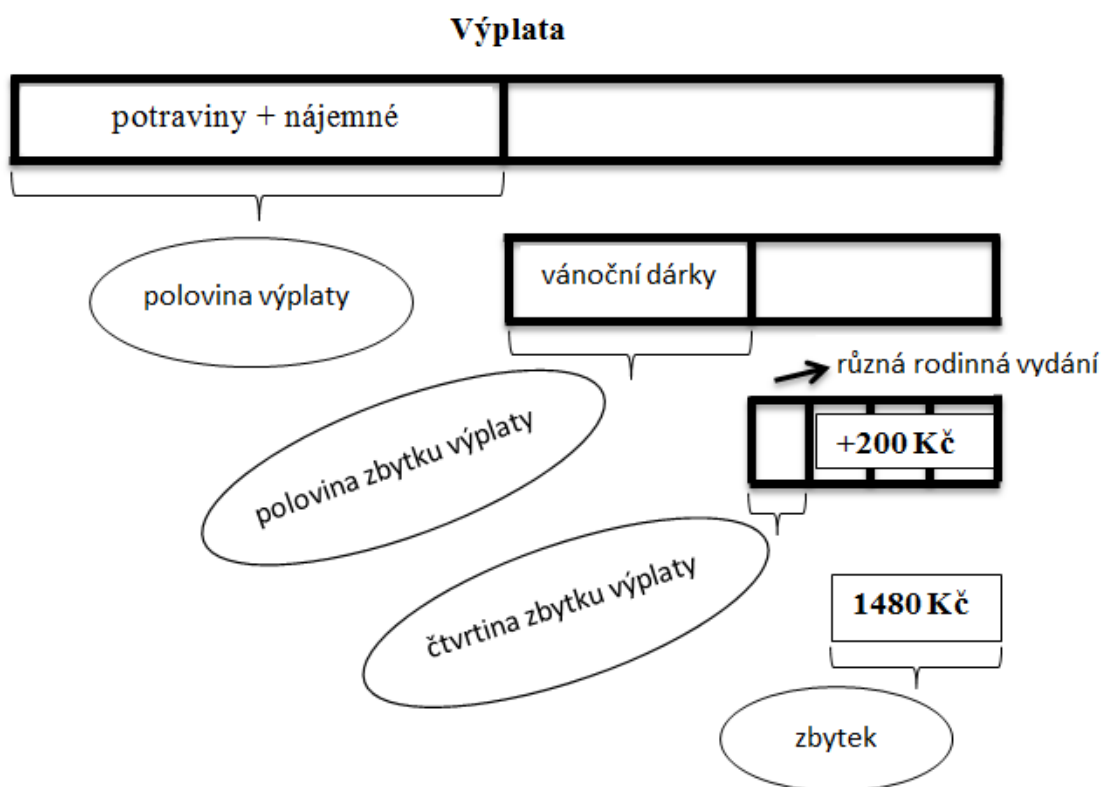 Výplata
potraviny + nájemné
polovina výplaty
vánoční dárky
různá rodinná vydání
polovina zbytku výplaty
+200 Kč
čtvrtina zbytku výplaty
1480 Kč
zbytek